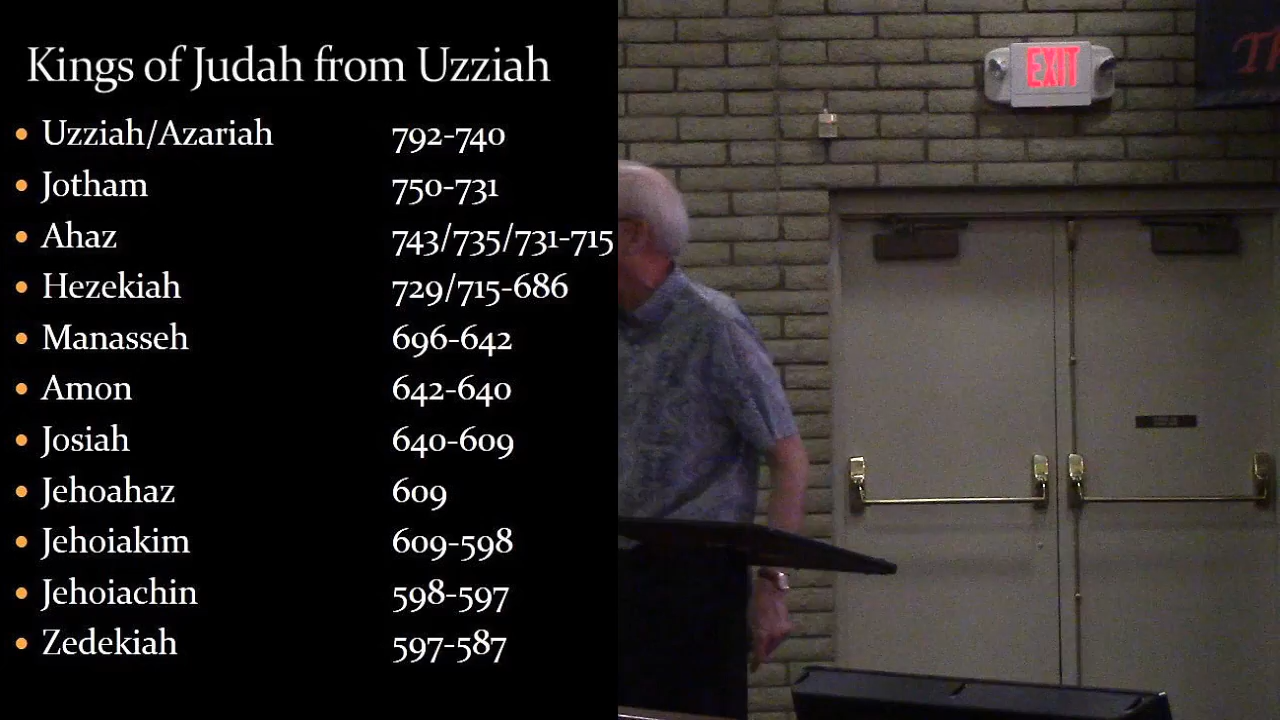 Kings of Judah from Uzziah
• Uzziah/Azariah 792-740
• Jotham 750-731
• Ahaz 743/735/731-715
• Hezekiah 729/715-686
• Manasseh 696-642
• Amon 642-640
• Josiah 640-609
• Jehoahaz 609
• Jehoiakim 609-598
• Jehoiachin 598-597
• Zedekiah 597-587
EXIT